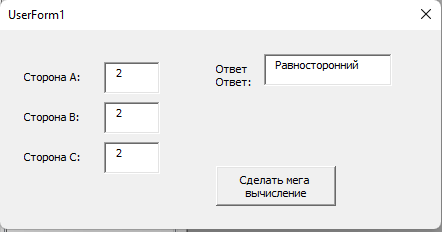 UserForm1
Сторона A:
2
Ответ
Ответ:
Равносторонний
Сторона B:
2
Сторона C:
2
Сделать мега
вычисление